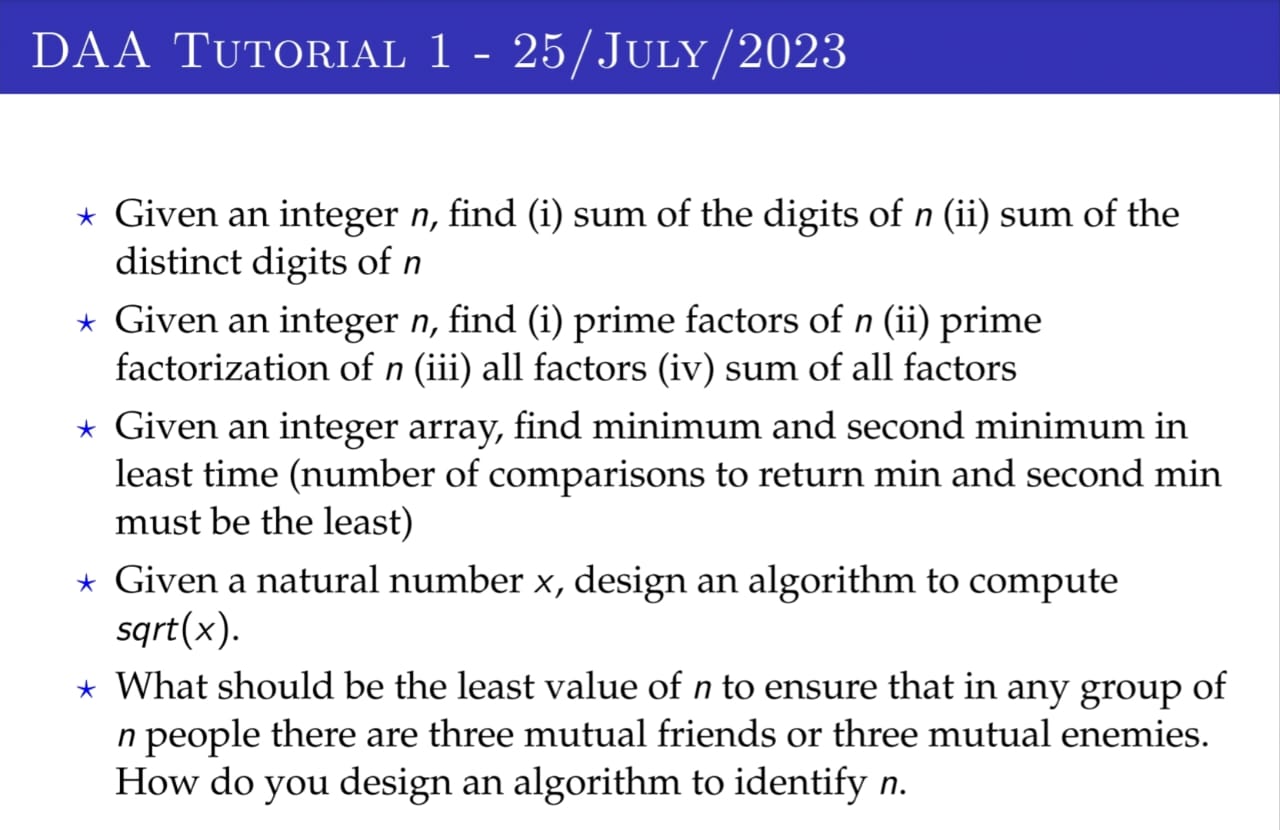 DAA Tutorial 1 - 25/July/2023
⋆ Given an integer n, find (i) sum of the digits of n (ii) sum of the
distinct digits of n
⋆ Given an integer n, find (i) prime factors of n (ii) prime
factorization of n (iii) all factors (iv) sum of all factors
⋆ Given an integer array, find minimum and second minimum in
least time (number of comparisons to return min and second min
must be the least)
⋆ Given a natural number x, design an algorithm to compute
sqrt(x).
⋆ What should be the least value of n to ensure that in any group of
n people there are three mutual friends or three mutual enemies.
How do you design an algorithm to identify n.